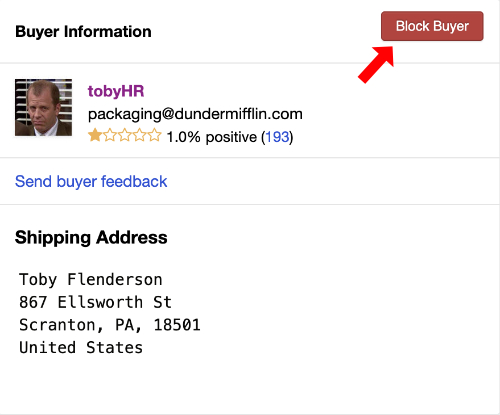 Buyer Information
Block Buyer
tobyHR
packaging@dundermifflin.com
1.0% positive (193)
Send buyer feedback
Shipping Address
Toby Flenderson
867 Ellsworth St
Scranton, PA, 18501
United States